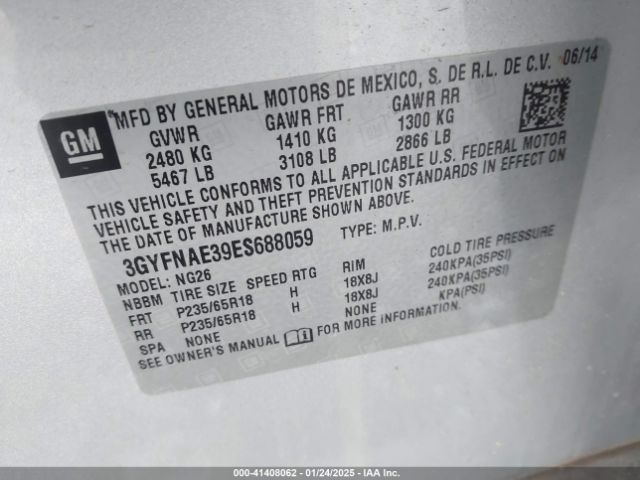 GM
*MFD BY GENERAL MOTORS DE MEXICO, S. DE R.L. DE C.V. 06/14
GVWR GAWR FRT GAWR RR
2480 KG 1410 KG 1300 KG
5467 LB 3108 LB 2866 LB
THIS VEHICLE CONFORMS TO ALL APPLICABLE U.S. FEDERAL MOTOR
VEHICLE SAFETY AND THEFT PREVENTION STANDARDS IN EFFECT ON
THE DATE OF MANUFACTURE SHOWN ABOVE.
3GYFNAE39ES688059 TYPE: M.P.V.
MODEL: NG26
NBBM TIRE SIZE SPEED RTG RIM COLD TIRE PRESSURE
FRT P235/65R18 H 18X8J 240KPA(35PSI)
RR P235/65R18 H 18X8J 240KPA(35PSI)
SPA NONE NONE KPA(PSI)
SEE OWNER'S MANUAL FOR MORE INFORMATION.
000-41408062 - 01/24/2025 - IAA Inc.